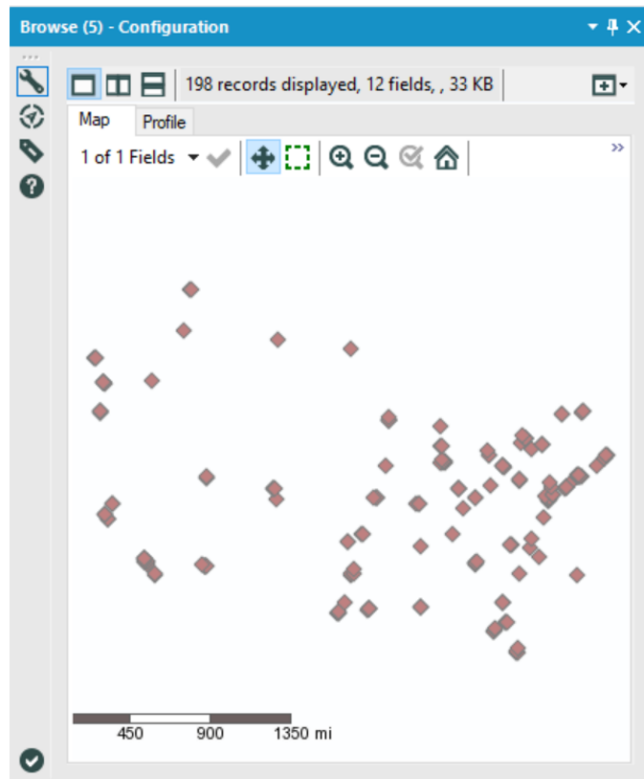 Browse (5) - Configuration
198 records displayed, 12 fields, , 33 KB
Map Profile
1 of 1 Fields
450 900 1350 mi